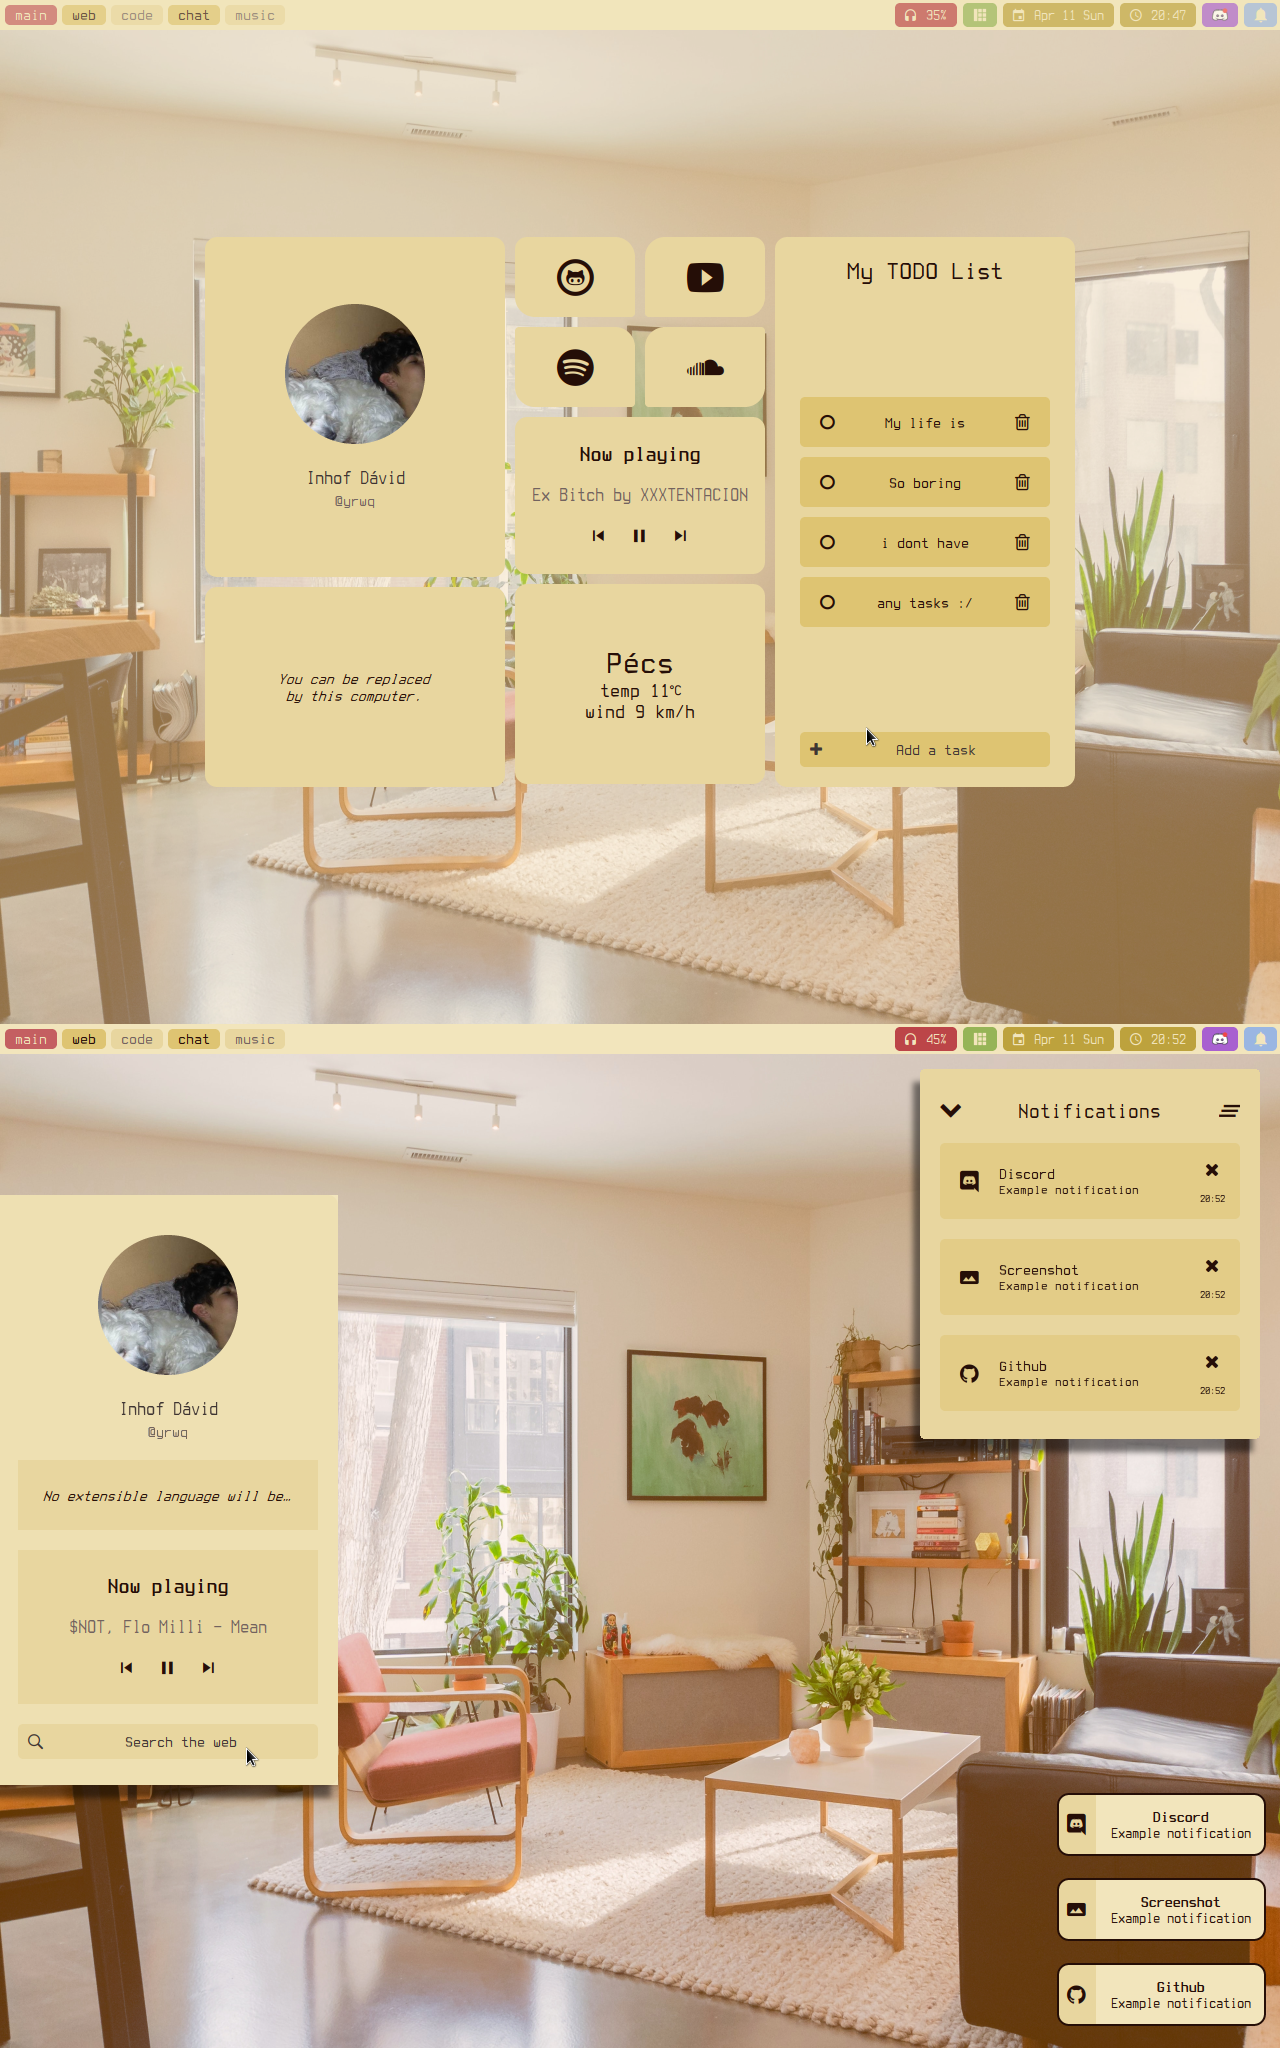 main web code chat music 35% Apr 11 Sun 20:47
Inhof Dávid
@yrwq
You can be replaced
by this computer.
Now playing
Ex Bitch by XXXTENTACION
Pécs
temp 11°C
wind 9 km/h
My TODO List
My life is
So boring
i dont have
any tasks :/
Add a task
main web code chat music 45% Apr 11 Sun 20:52
Inhof Dávid
@yrwq
No extensible language will be…
Now playing
$NOT, Flo Milli - Mean
Search the web
Notifications
Discord
Example notification
20:52
Screenshot
Example notification
20:52
Github
Example notification
20:52
Discord
Example notification
Screenshot
Example notification
Github
Example notification